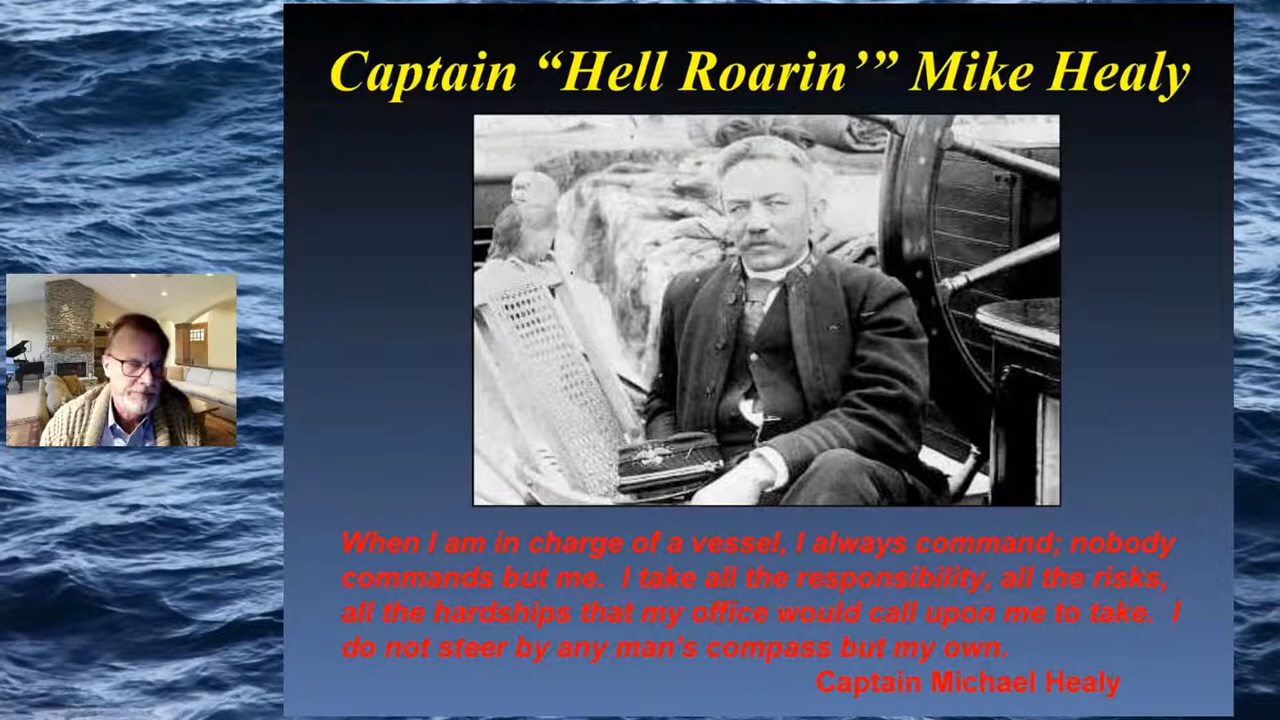 Captain “Hell Roarin’” Mike Healy
When I am in charge of a vessel, I always command; nobody
commands but me.  I take all the responsibility, all the risks,
all the hardships that my office would call upon me to take.  I
do not steer by any man's compass but my own.
Captain Michael Healy